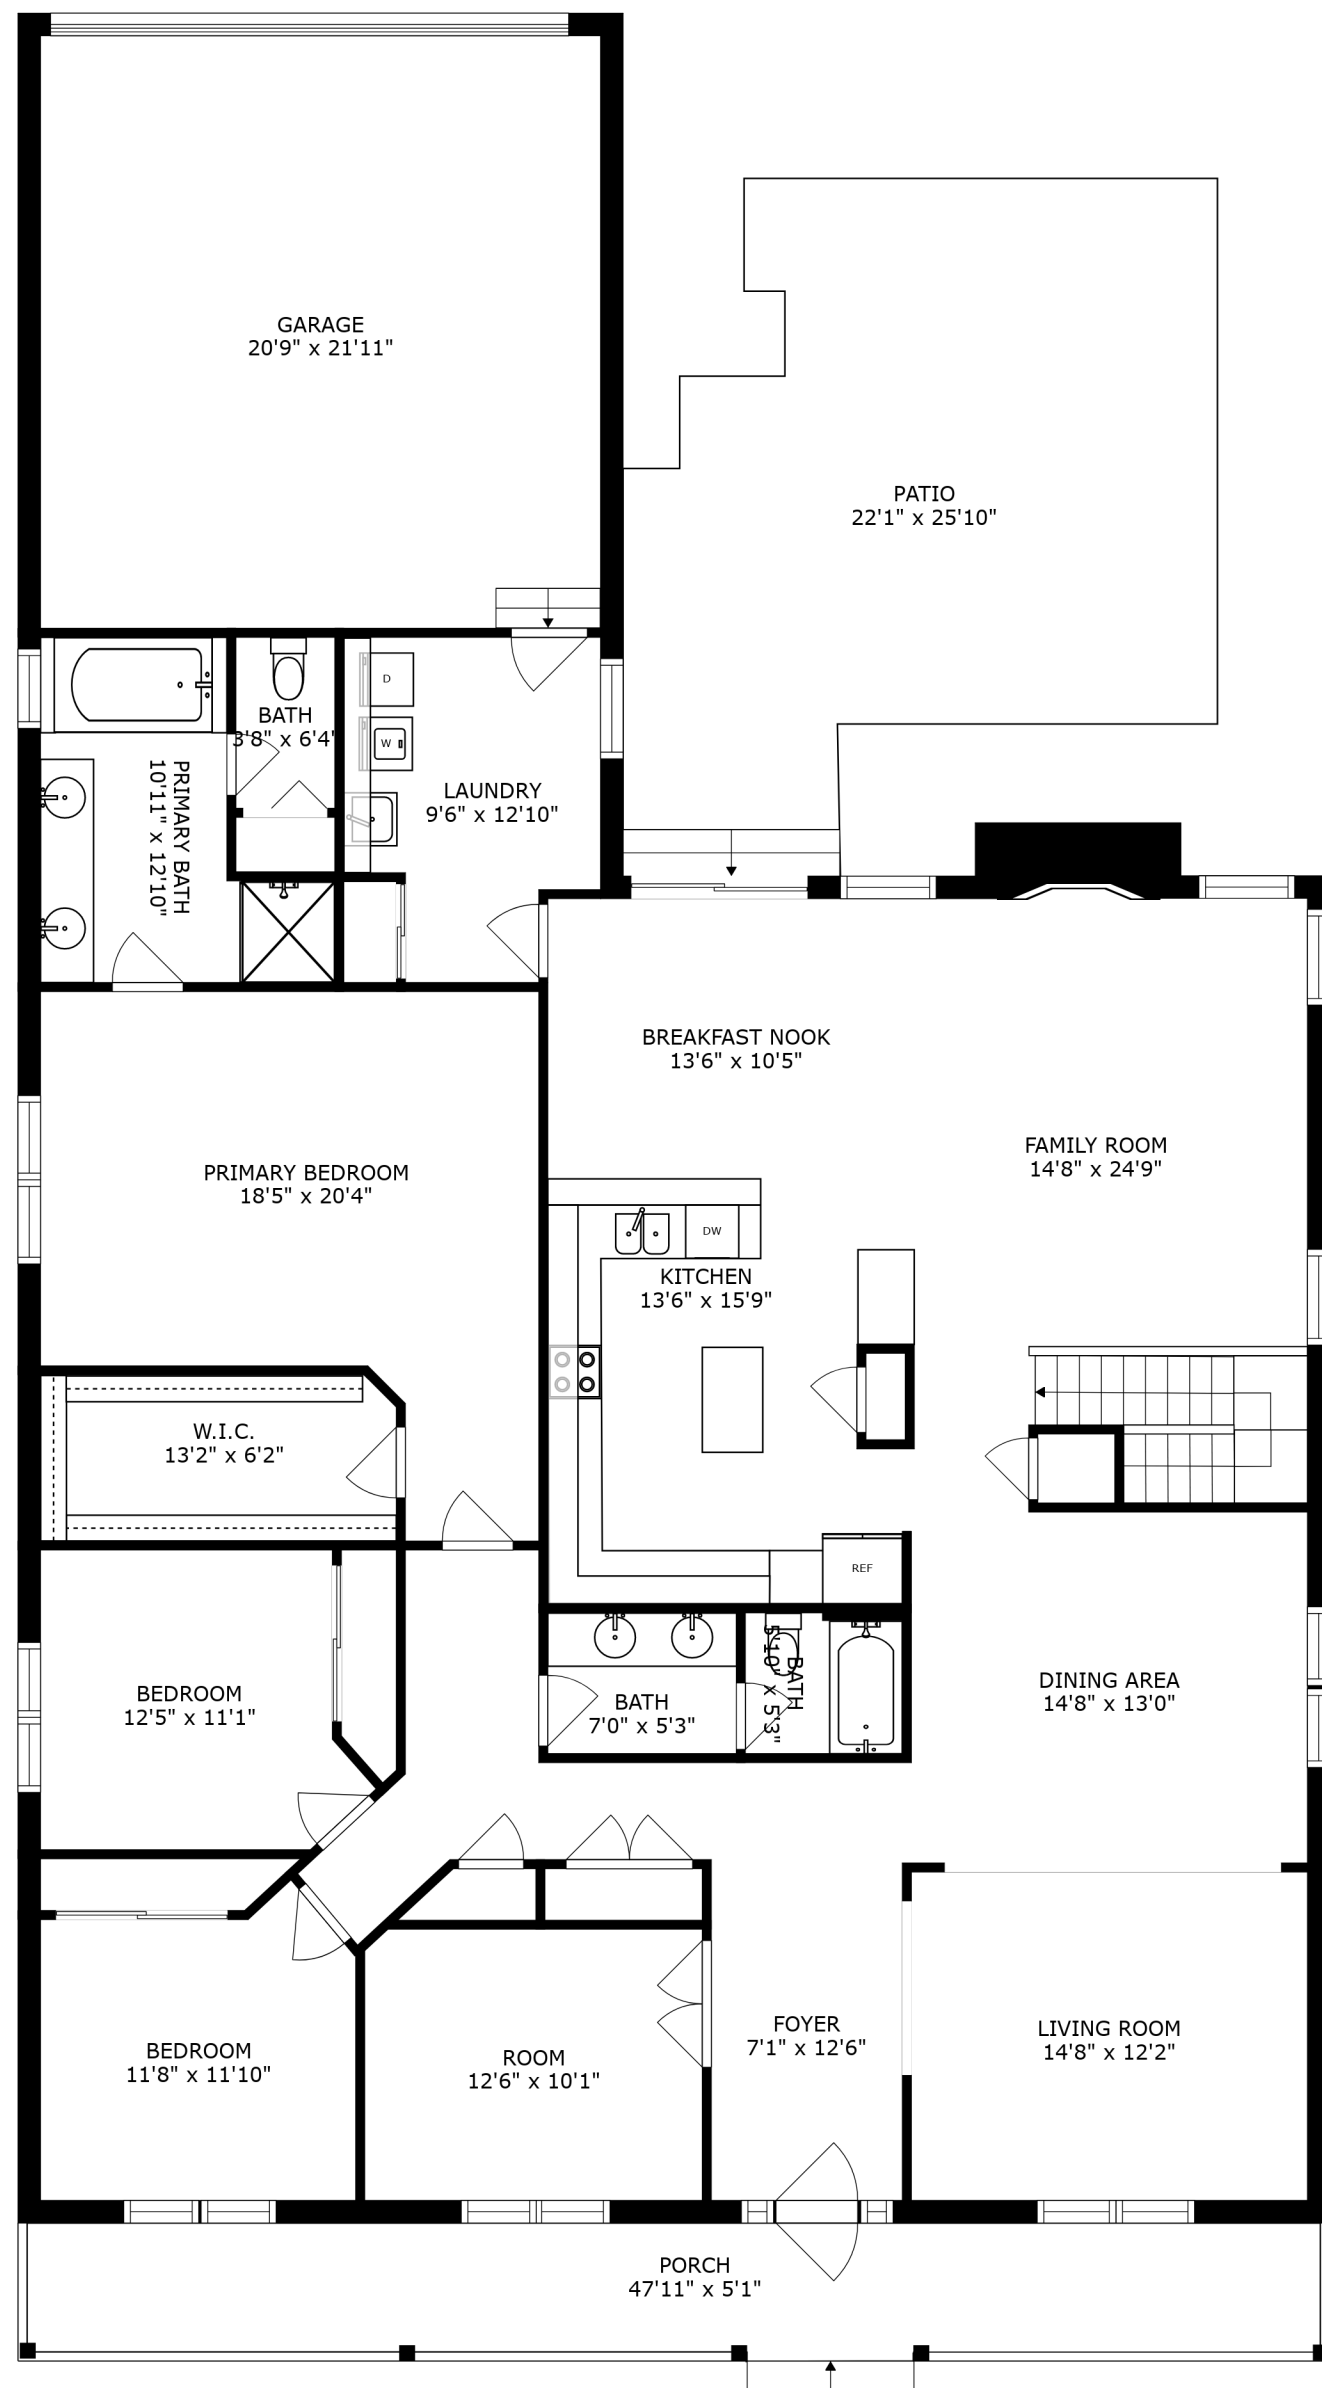 GARAGE
20'9" x 21'11"
PATIO
22'1" x 25'10"
D
W
BATH
3'8" x 6'4"
LAUNDRY
9'6" x 12'10"
PRIMARY BATH
10'11" x 12'10"
BREAKFAST NOOK
13'6" x 10'5"
FAMILY ROOM
14'8" x 24'9"
PRIMARY BEDROOM
18'5" x 20'4"
DW
KITCHEN
13'6" x 15'9"
W.I.C.
13'2" x 6'2"
REF
BEDROOM
12'5" x 11'1"
BATH
7'0" x 5'3"
BATH
5'10" x 5'3"
DINING AREA
14'8" x 13'0"
BEDROOM
11'8" x 11'10"
ROOM
12'6" x 10'1"
FOYER
7'1" x 12'6"
LIVING ROOM
14'8" x 12'2"
PORCH
47'11" x 5'1"